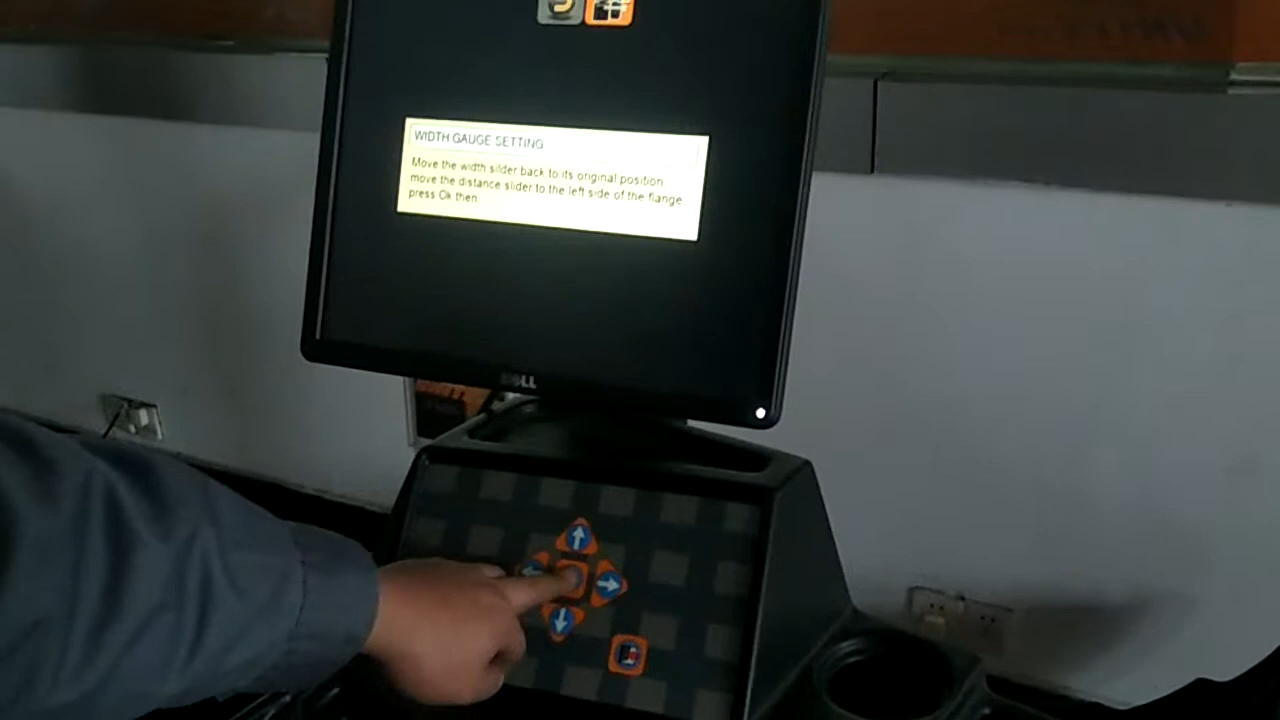 WIDTH GAUGE SETTING
Move the width slider back to its original position
move the distance slider to the left side of the flange
press Ok then
DELL